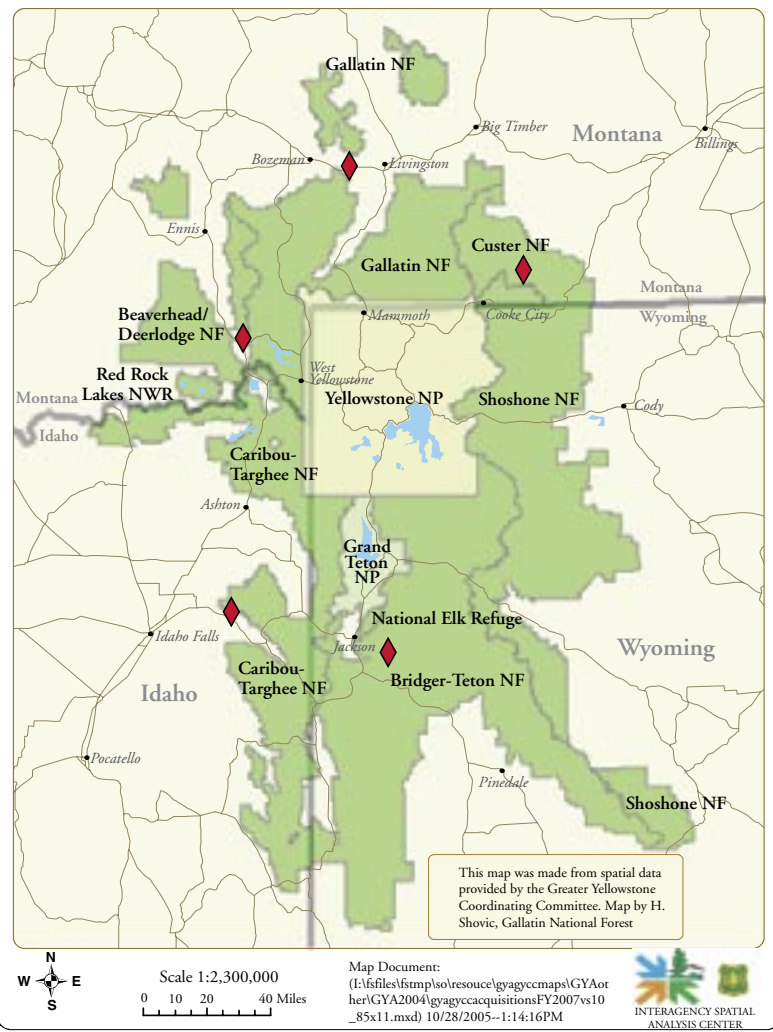 Gallatin NF
Big Timber
Montana
Billings
Bozeman
Livingston
Ennis
Custer NF
Gallatin NF
Montana
Wyoming
Beaverhead/
Deerlodge NF
Mammoth
Cooke City
Red Rock
Lakes NWR
West
Yellowstone
Montana
Idaho
Yellowstone NP
Shoshone NF
Cody
Caribou-
Targhee NF
Ashton
Grand
Teton
NP
National Elk Refuge
Idaho Falls
Jackson
Wyoming
Caribou-
Targhee NF
Bridger-Teton NF
Idaho
Pocatello
Pinedale
Shoshone NF
This map was made from spatial data
provided by the Greater Yellowstone
Coordinating Committee. Map by H.
Shovic, Gallatin National Forest
N
W E
S
Scale 1:2,300,000
0 10 20 40 Miles
Map Document:
(I:\fsfiles\fstmp\so\resouce\gyagyccmaps\GYAot
her\GYA2004\gyagyccacquisitionsFY2007vs10
_85x11.mxd) 10/28/2005--1:14:16PM
INTERAGENCY SPATIAL
ANALYSIS CENTER